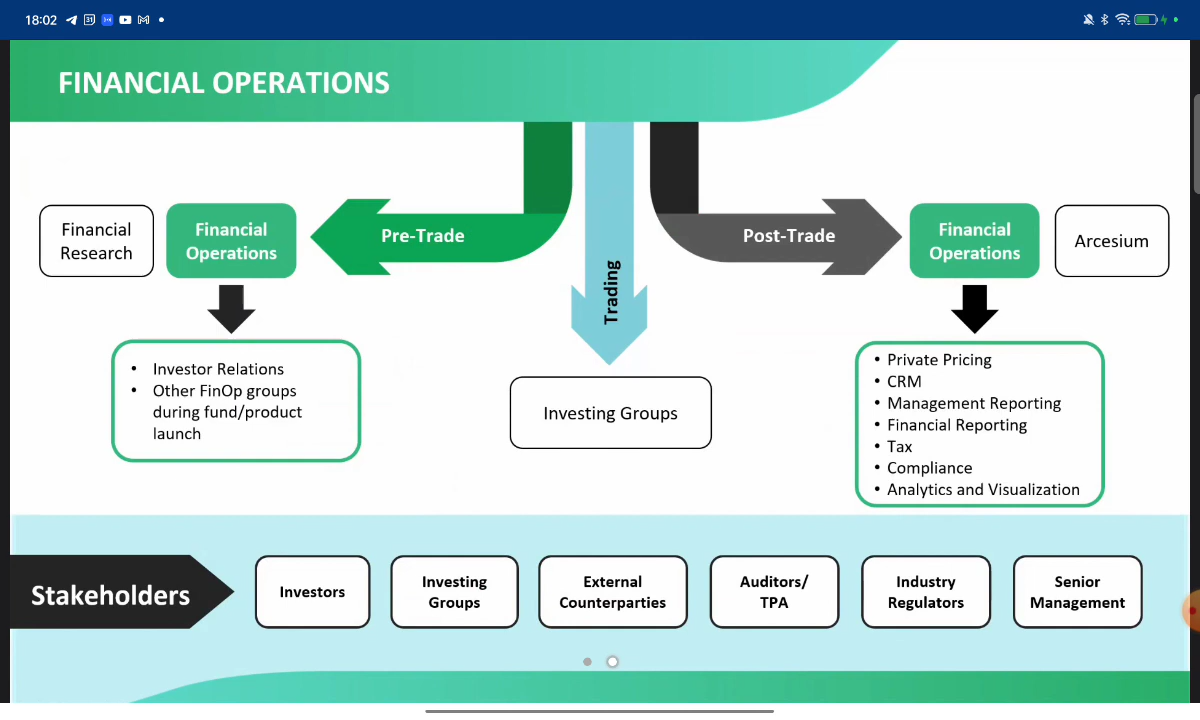 18:02
31
FINANCIAL OPERATIONS
Financial
Research
Financial
Operations
Pre-Trade
Trading
Post-Trade
Financial
Operations
Arcesium
• Investor Relations
• Other FinOp groups
during fund/product
launch
Investing Groups
• Private Pricing
• CRM
• Management Reporting
• Financial Reporting
• Tax
• Compliance
• Analytics and Visualization
Stakeholders
Investors
Investing
Groups
External
Counterparties
Auditors/
TPA
Industry
Regulators
Senior
Management